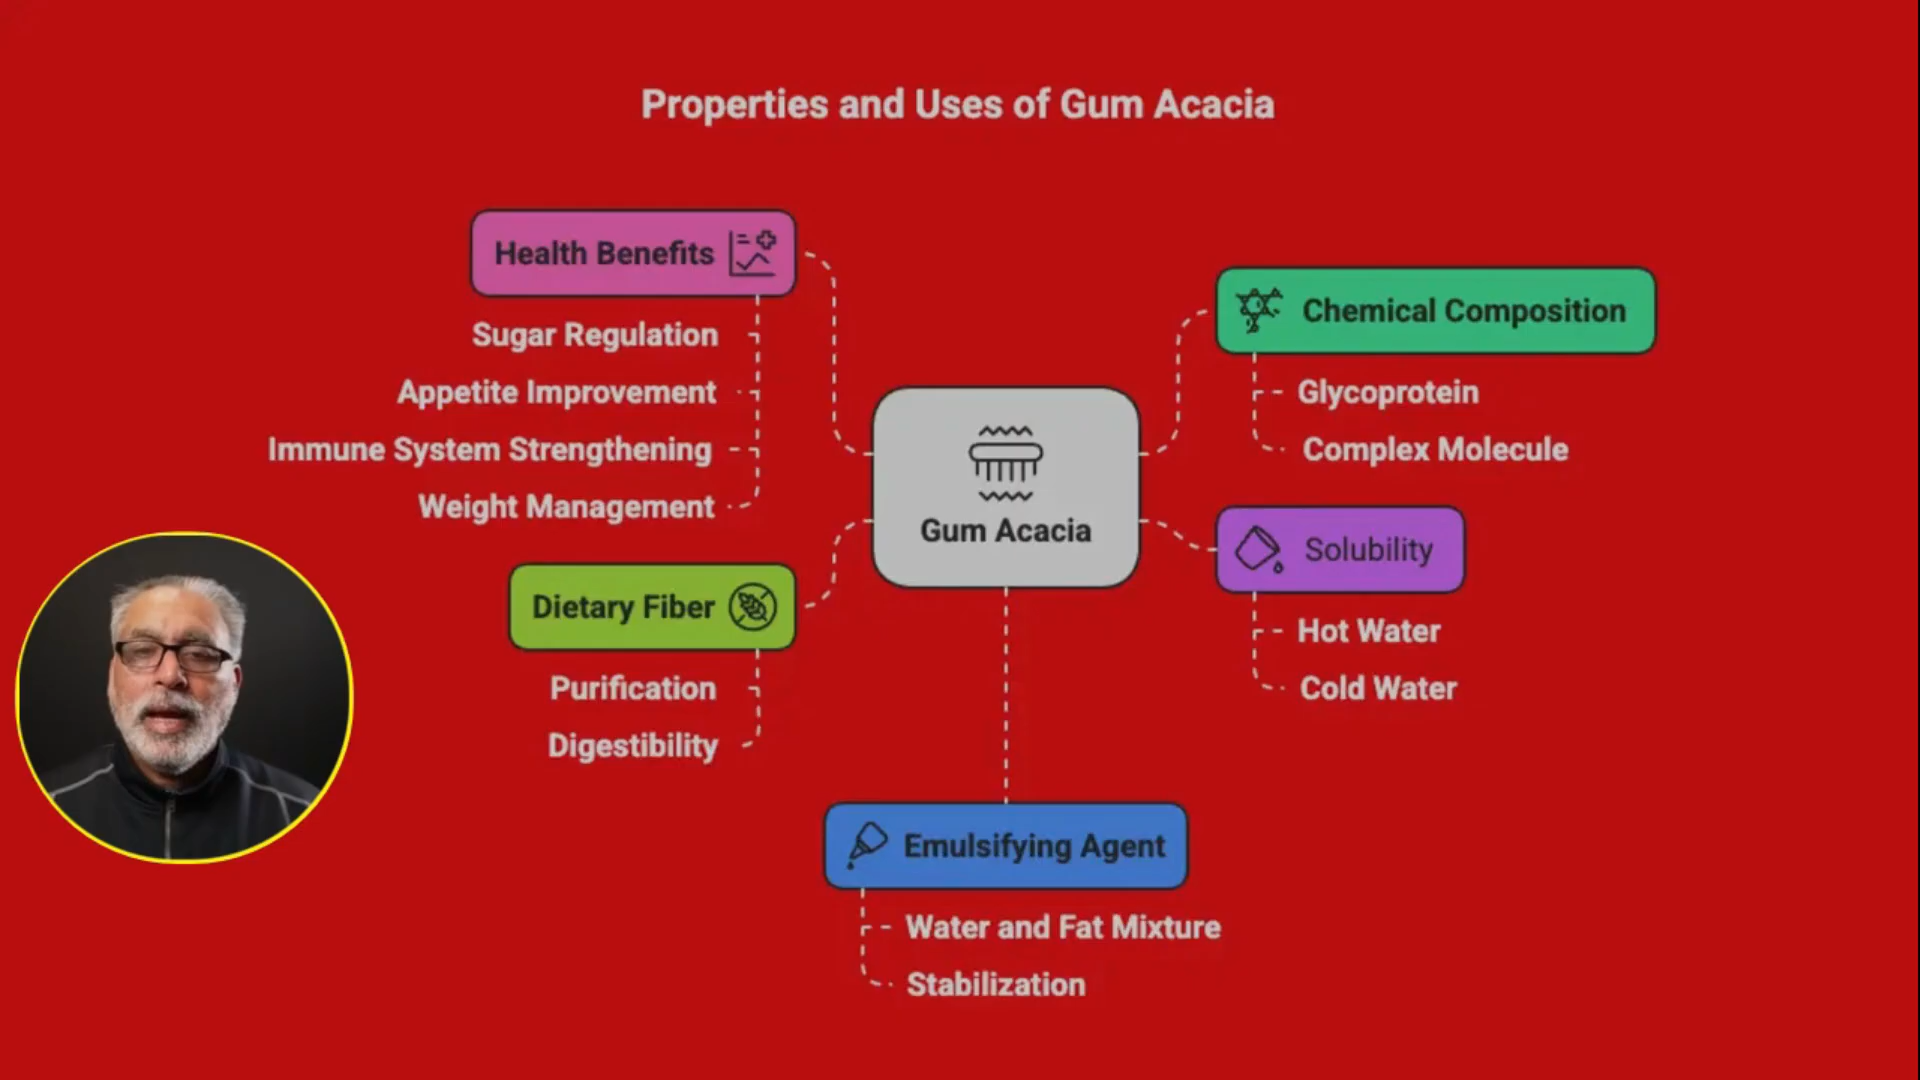 Properties and Uses of Gum Acacia
Health Benefits
Sugar Regulation
Appetite Improvement
Immune System Strengthening
Weight Management
Dietary Fiber
Purification
Digestibility
Gum Acacia
Chemical Composition
Glycoprotein
Complex Molecule
Solubility
Hot Water
Cold Water
Emulsifying Agent
Water and Fat Mixture
Stabilization